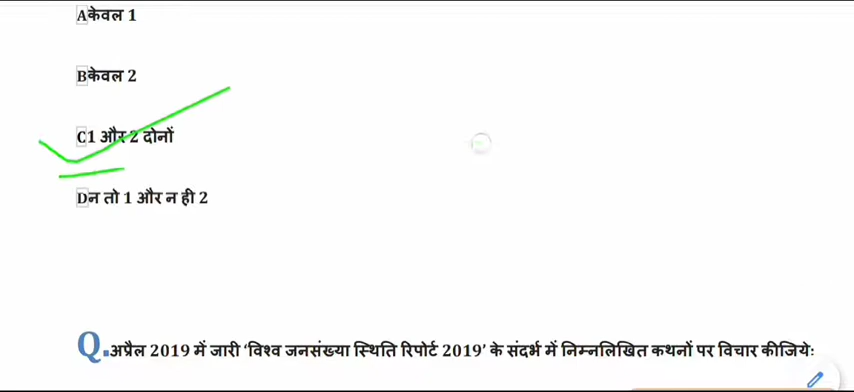 Aकेवल 1
Bकेवल 2
C1 और 2 दोनों
Dन तो 1 और न ही 2
Q.अप्रैल 2019 में जारी ‘विश्व जनसंख्या स्थिति रिपोर्ट 2019’ के संदर्भ में निम्नलिखित कथनों पर विचार कीजिये: